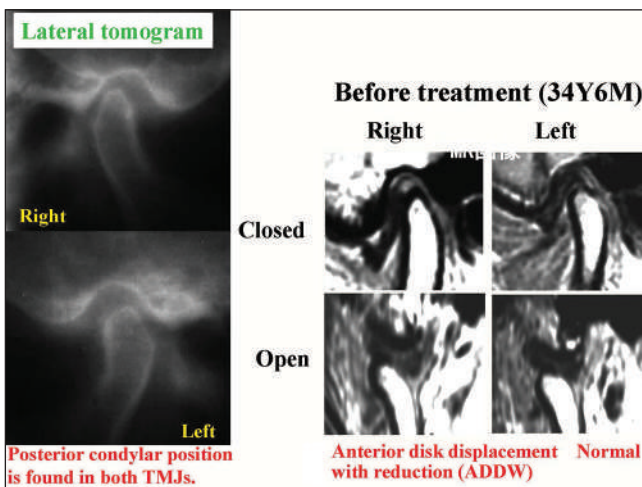 Lateral tomogram
Right
Left
Posterior condylar position
is found in both TMJs.
Before treatment (34Y6M)
Right
Left
Closed
Open
Anterior disk displacement
with reduction (ADDW)
Normal